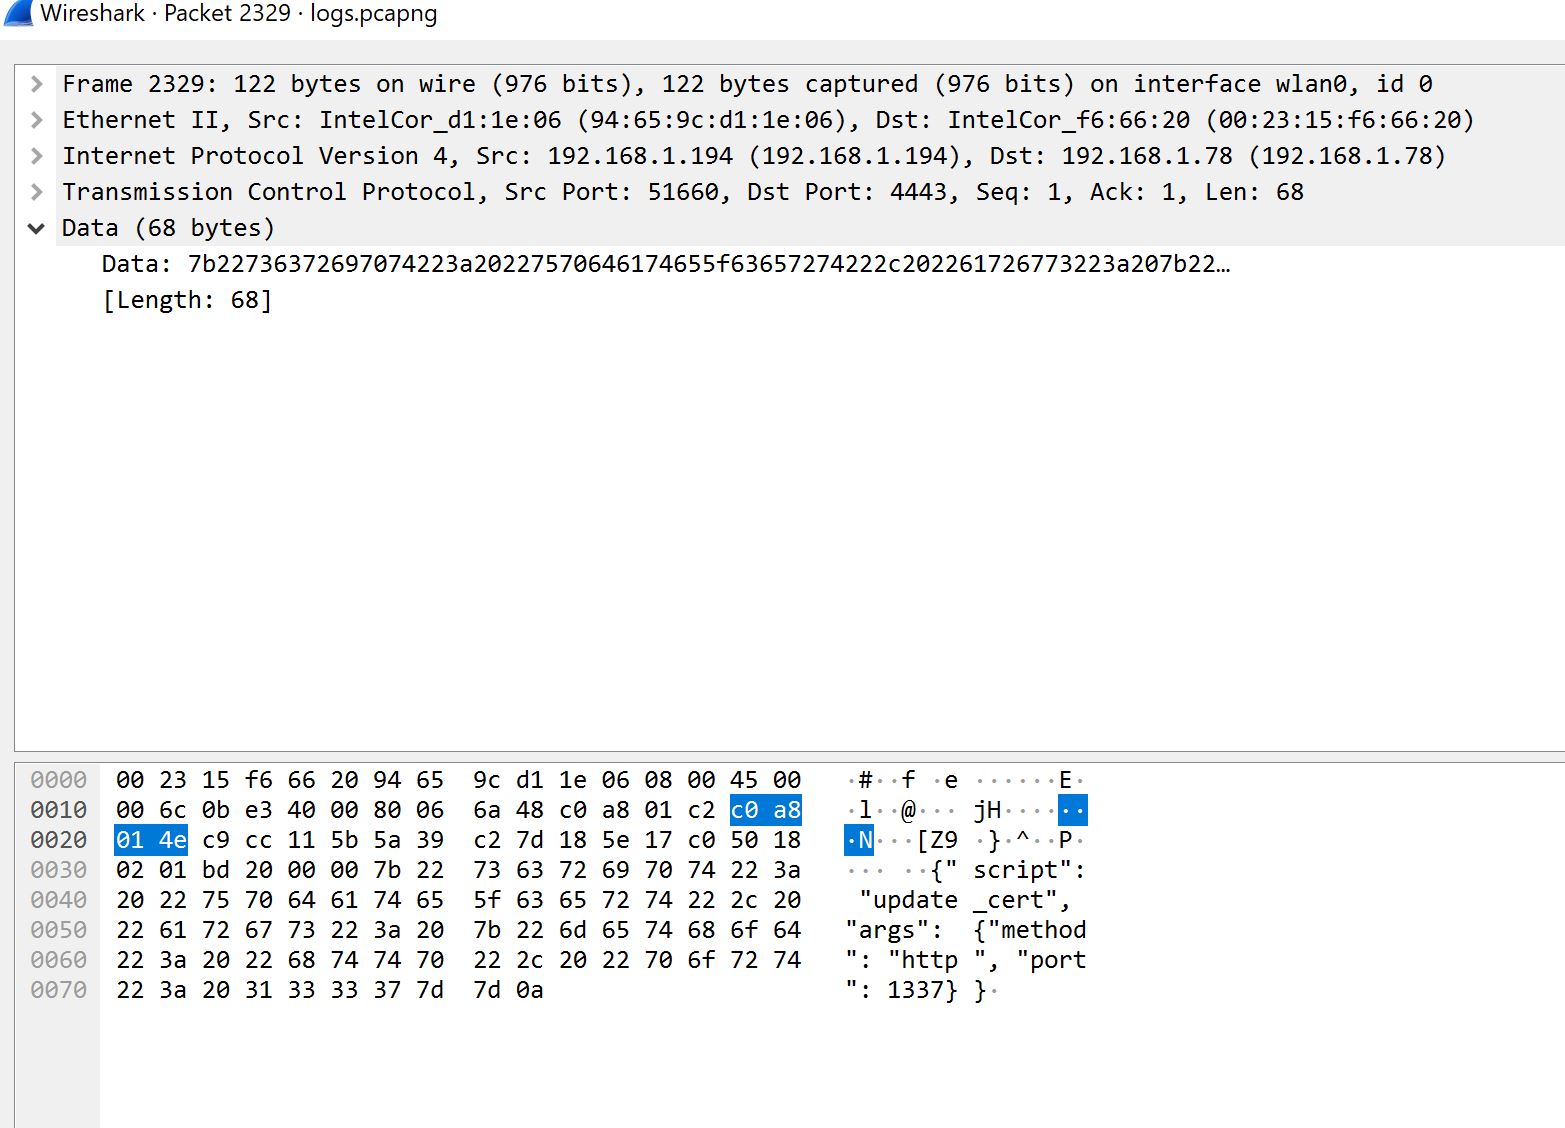 Wireshark · Packet 2329 · logs.pcapng
Frame 2329: 122 bytes on wire (976 bits), 122 bytes captured (976 bits) on interface wlan0, id 0
Ethernet II, Src: IntelCor_d1:1e:06 (94:65:9c:d1:1e:06), Dst: IntelCor_f6:66:20 (00:23:15:f6:66:20)
Internet Protocol Version 4, Src: 192.168.1.194 (192.168.1.194), Dst: 192.168.1.78 (192.168.1.78)
Transmission Control Protocol, Src Port: 51660, Dst Port: 4443, Seq: 1, Ack: 1, Len: 68
Data (68 bytes)
Data: 7b22736372697074223a20227570646174655f63657274222c202261726773223a207b22…
[Length: 68]
0000 00 23 15 f6 66 20 94 65 9c d1 1e 06 08 00 45 00 ·#··f ·e ······E·
0010 00 6c 0b e3 40 00 80 06 6a 48 c0 a8 01 c2 c0 a8 ·l··@··· jH······
0020 01 4e c9 cc 11 5b 5a 39 c2 7d 18 5e 17 c0 50 18 ·N···[Z9 ·}·^··P·
0030 02 01 bd 20 00 00 7b 22 73 63 72 69 70 74 22 3a ··· ··{" script":
0040 20 22 75 70 64 61 74 65 5f 63 65 72 74 22 2c 20 "update _cert",
0050 22 61 72 67 73 22 3a 20 7b 22 6d 65 74 68 6f 64 "args": {"method
0060 22 3a 20 22 68 74 74 70 22 2c 20 22 70 6f 72 74 ": "http ", "port
0070 22 3a 20 31 33 33 37 7d 7d 0a ": 1337} }·